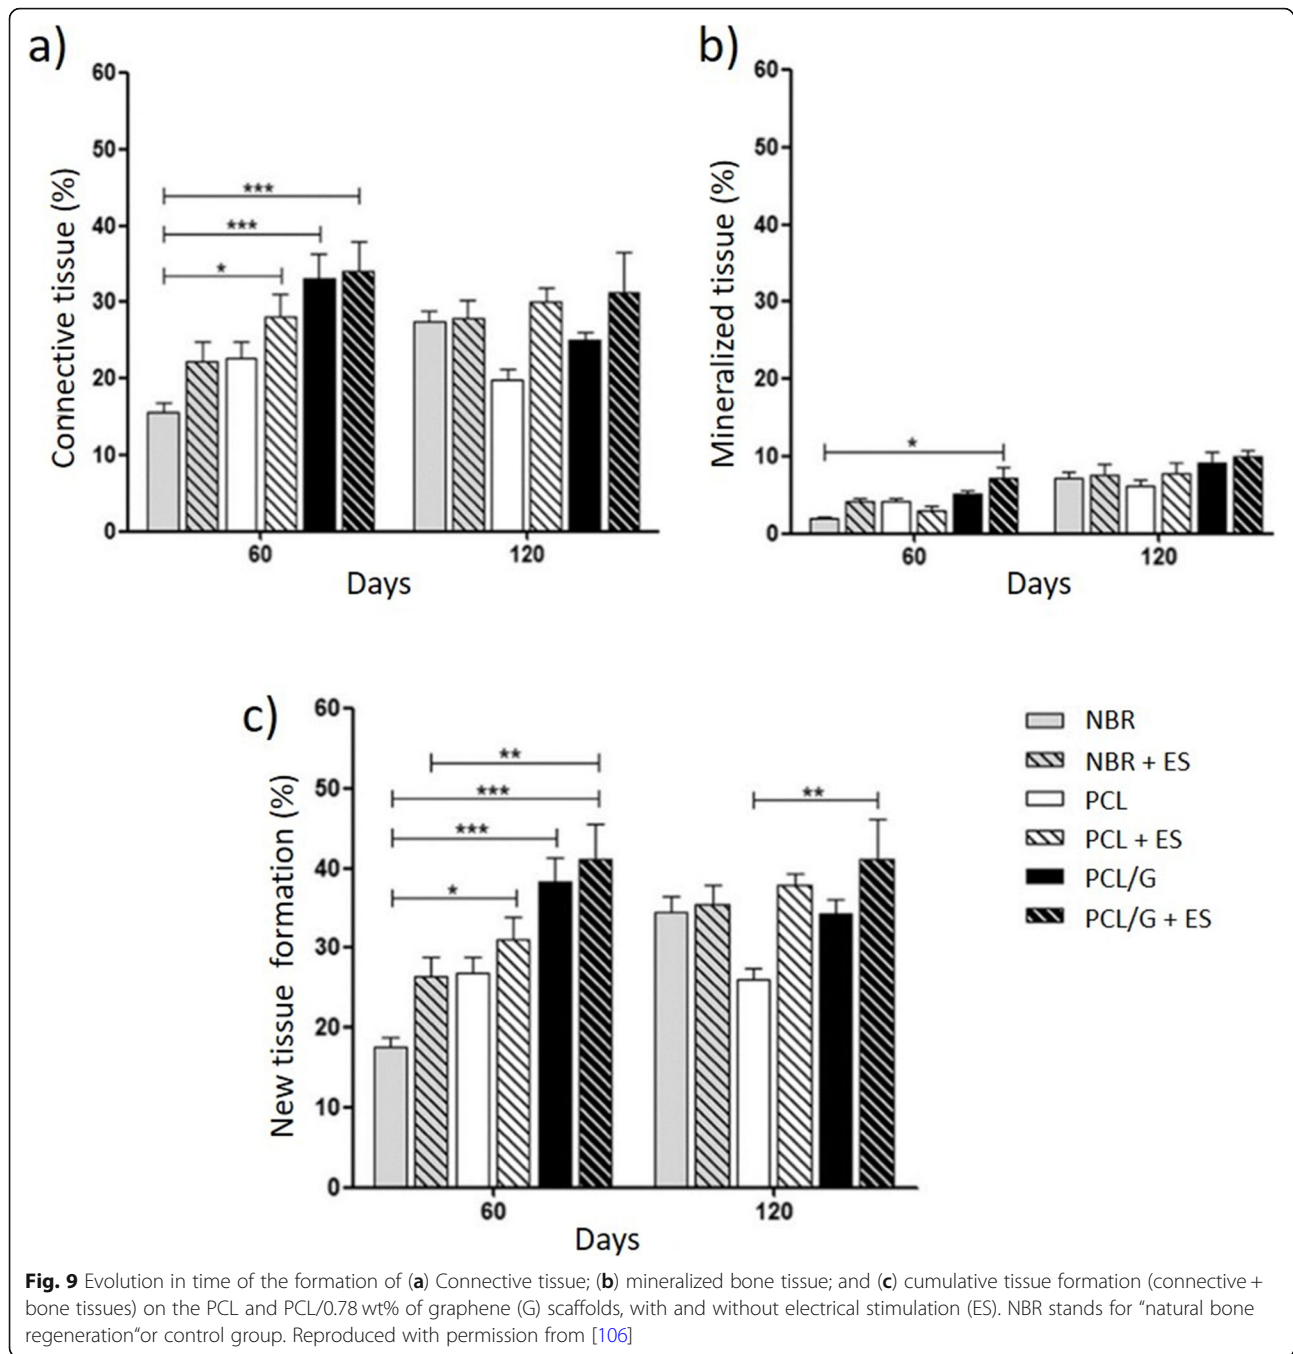 a)
60
50
40
30
20
10
0
Connective tissue (%)
***
***
*
60
120
Days
b)
60
50
40
30
20
10
0
Mineralized tissue (%)
*
60
120
Days
c)
60
50
40
30
20
10
0
New tissue formation (%)
**
***
***
*
**
60
120
Days
NBR
NBR + ES
PCL
PCL + ES
PCL/G
PCL/G + ES
Fig. 9 Evolution in time of the formation of (a) Connective tissue; (b) mineralized bone tissue; and (c) cumulative tissue formation (connective +
bone tissues) on the PCL and PCL/0.78 wt% of graphene (G) scaffolds, with and without electrical stimulation (ES). NBR stands for “natural bone
regeneration“or control group. Reproduced with permission from [106]